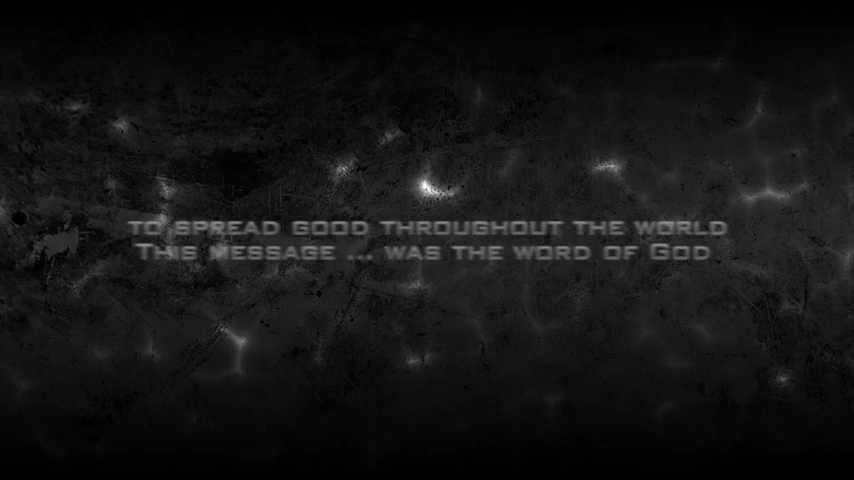 to spread good throughout the world
This message ... was the word of God